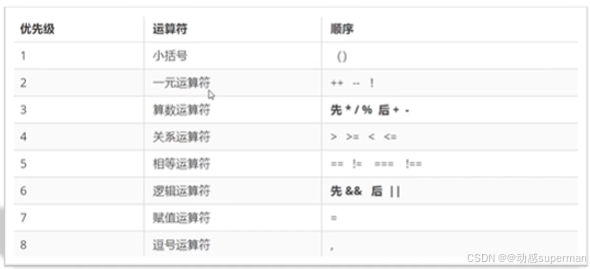 优先级 运算符 顺序
1 小括号 ()
2 一元运算符 ++ -- !
3 算数运算符 先 * / % 后 + -
4 关系运算符 > >= < <=
5 相等运算符 == != === !==
6 逻辑运算符 先 && 后 ||
7 赋值运算符 =
8 逗号运算符 ,
CSDN @@动感superman